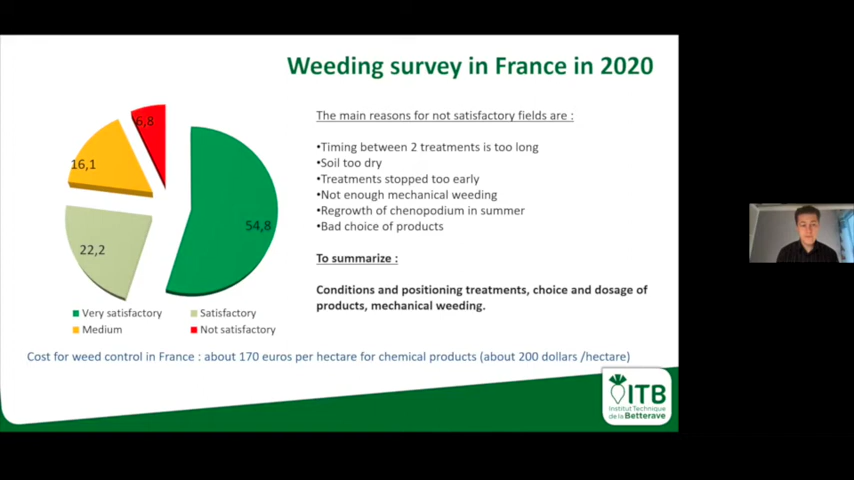 Weeding survey in France in 2020
The main reasons for not satisfactory fields are :
•Timing between 2 treatments is too long
•Soil too dry
•Treatments stopped too early
•Not enough mechanical weeding
•Regrowth of chenopodium in summer
•Bad choice of products
To summarize :
Conditions and positioning treatments, choice and dosage of
products, mechanical weeding.
6,8
16,1
54,8
22,2
Very satisfactory
Satisfactory
Medium
Not satisfactory
Cost for weed control in France : about 170 euros per hectare for chemical products (about 200 dollars /hectare)
ITB
Institut Technique
de la Betterave